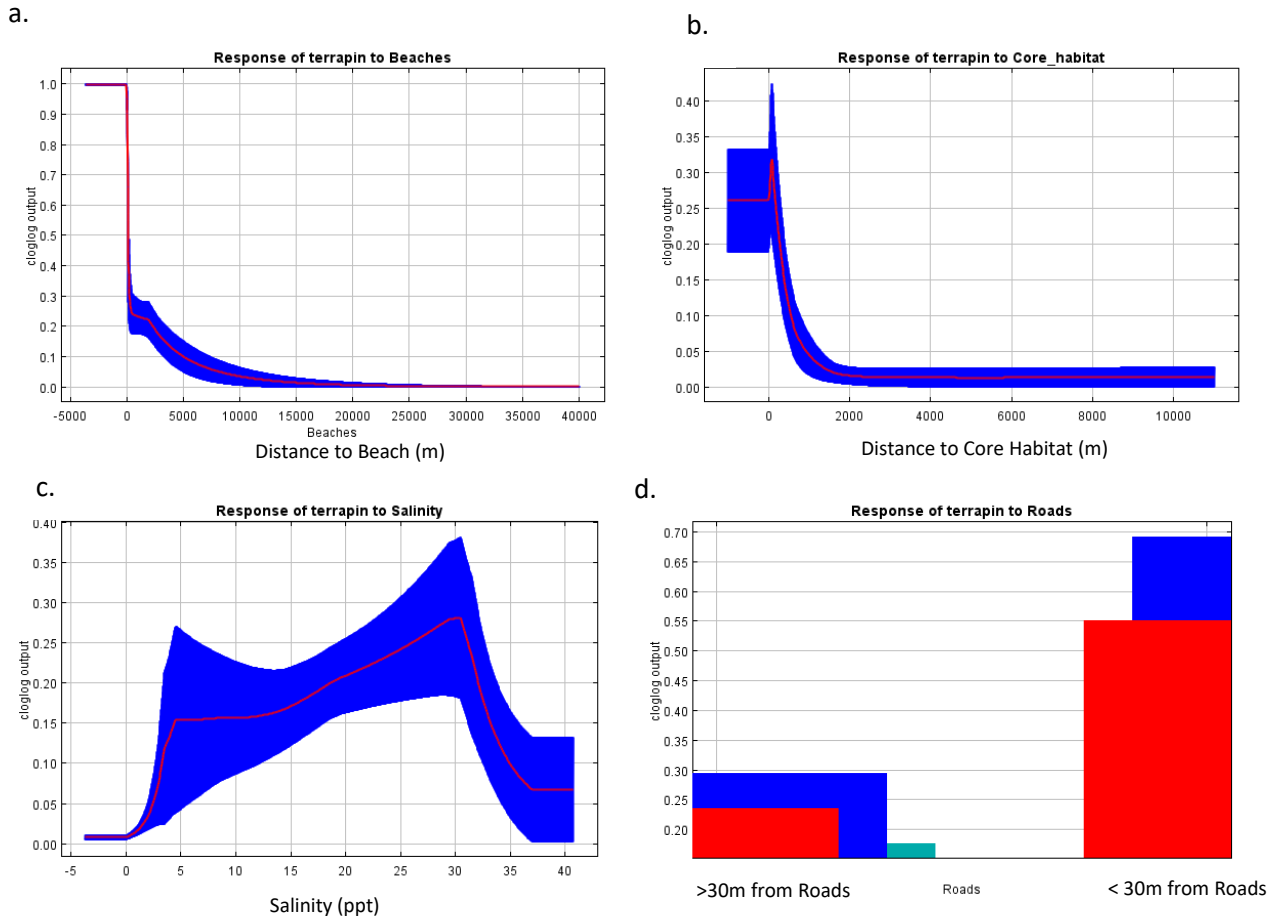 a.
Response of terrapin to Beaches
1.0
0.9
0.8
0.7
0.6
0.5
0.4
0.3
0.2
0.1
0.0
cloglog output
-5000 0 5000 10000 15000 20000 25000 30000 35000 40000
Beaches
Distance to Beach (m)
b.
Response of terrapin to Core_habitat
0.40
0.35
0.30
0.25
0.20
0.15
0.10
0.05
0.00
cloglog output
0 2000 4000 6000 8000 10000
Distance to Core Habitat (m)
c.
Response of terrapin to Salinity
0.40
0.35
0.30
0.25
0.20
0.15
0.10
0.05
0.00
cloglog output
-5 0 5 10 15 20 25 30 35 40
Salinity (ppt)
d.
Response of terrapin to Roads
0.70
0.65
0.60
0.55
0.50
0.45
0.40
0.35
0.30
0.25
0.20
cloglog output
>30m from Roads Roads < 30m from Roads